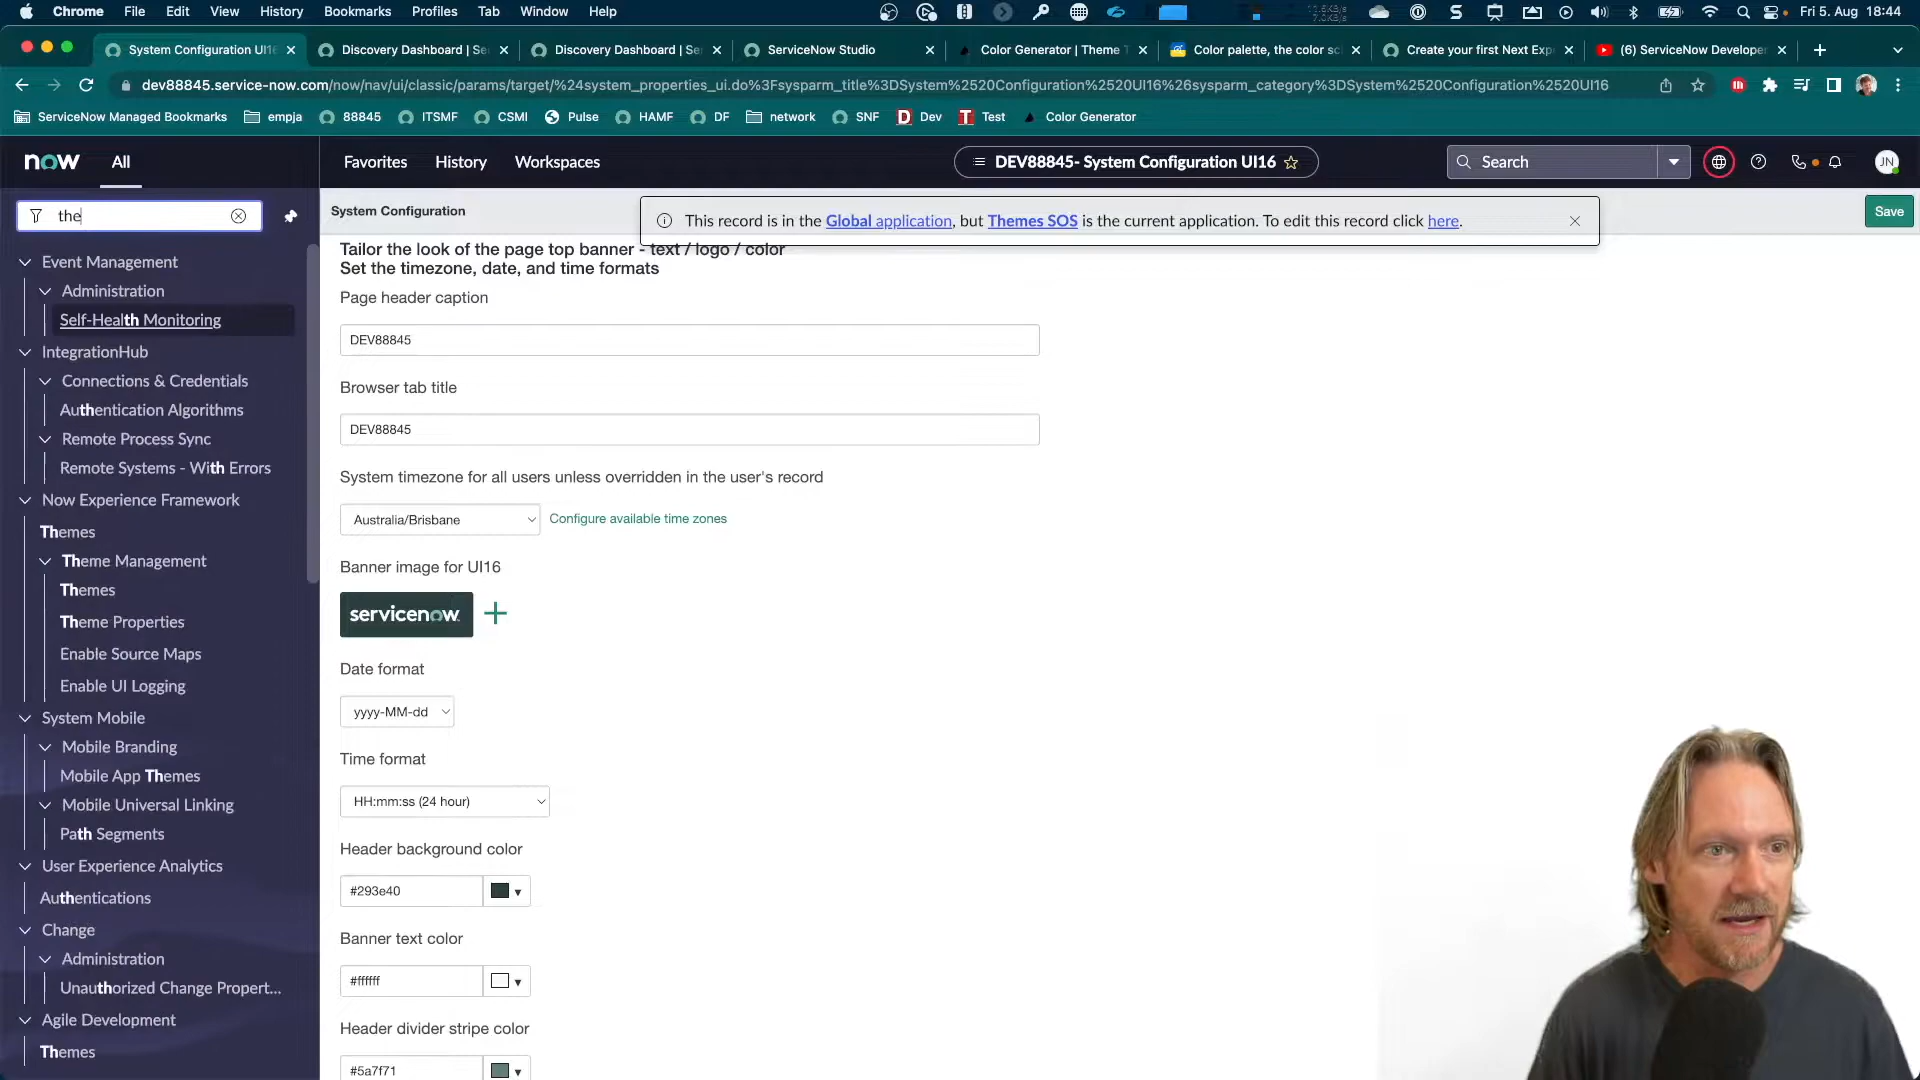 Chrome File Edit View History Bookmarks Profiles Tab Window Help Fri 5. Aug 18:44
System Configuration UI16 Discovery Dashboard | Se Discovery Dashboard | Se ServiceNow Studio Color Generator | Theme T Color palette, the color sc Create your first Next Exp (6) ServiceNow Developer
dev88845.service-now.com/now/nav/ui/classic/params/target/%24system_properties_ui.do%3Fsysparm_title%3DSystem%2520Configuration%2520UI16%26sysparm_category%3DSystem%2520Configuration%2520UI16
ServiceNow Managed Bookmarks empja 88845 ITSMF CSMI Pulse HAMF DF network SNF Dev Test Color Generator
now All Favorites History Workspaces DEV88845- System Configuration UI16 Search JN
the
System Configuration
This record is in the Global application, but Themes SOS is the current application. To edit this record click here.
Save
Event Management
Administration
Self-Health Monitoring
IntegrationHub
Connections & Credentials
Authentication Algorithms
Remote Process Sync
Remote Systems - With Errors
Now Experience Framework
Themes
Theme Management
Themes
Theme Properties
Enable Source Maps
Enable UI Logging
System Mobile
Mobile Branding
Mobile App Themes
Mobile Universal Linking
Path Segments
User Experience Analytics
Authentications
Change
Administration
Unauthorized Change Propert...
Agile Development
Themes
Tailor the look of the page top banner - text / logo / color
Set the timezone, date, and time formats
Page header caption
DEV88845
Browser tab title
DEV88845
System timezone for all users unless overridden in the user's record
Australia/Brisbane Configure available time zones
Banner image for UI16
servicenow
Date format
yyyy-MM-dd
Time format
HH:mm:ss (24 hour)
Header background color
#293e40
Banner text color
#ffffff
Header divider stripe color
#5a7f71